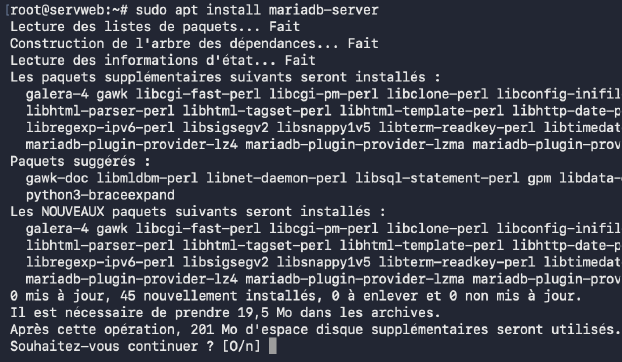 [root@servweb:~# sudo apt install mariadb-server
Lecture des listes de paquets... Fait
Construction de l'arbre des dépendances... Fait
Lecture des informations d'état... Fait
Les paquets supplémentaires suivants seront installés :
galera-4 gawk libcgi-fast-perl libcgi-pm-perl libclone-perl libconfig-inifil
libhtml-parser-perl libhtml-tagset-perl libhtml-template-perl libhttp-date-p
libregexp-ipv6-perl libsigsegv2 libsnappy1v5 libterm-readkey-perl libtimedat
mariadb-plugin-provider-lz4 mariadb-plugin-provider-lzma mariadb-plugin-prov
Paquets suggérés :
gawk-doc libmldbm-perl libnet-daemon-perl libsql-statement-perl gpm libdata-
python3-braceexpand
Les NOUVEAUX paquets suivants seront installés :
galera-4 gawk libcgi-fast-perl libcgi-pm-perl libclone-perl libconfig-inifil
libhtml-parser-perl libhtml-tagset-perl libhtml-template-perl libhttp-date-p
libregexp-ipv6-perl libsigsegv2 libsnappy1v5 libterm-readkey-perl libtimedat
mariadb-plugin-provider-lz4 mariadb-plugin-provider-lzma mariadb-plugin-prov
0 mis à jour, 45 nouvellement installés, 0 à enlever et 0 non mis à jour.
Il est nécessaire de prendre 19,5 Mo dans les archives.
Après cette opération, 201 Mo d'espace disque supplémentaires seront utilisés.
Souhaitez-vous continuer ? [O/n]